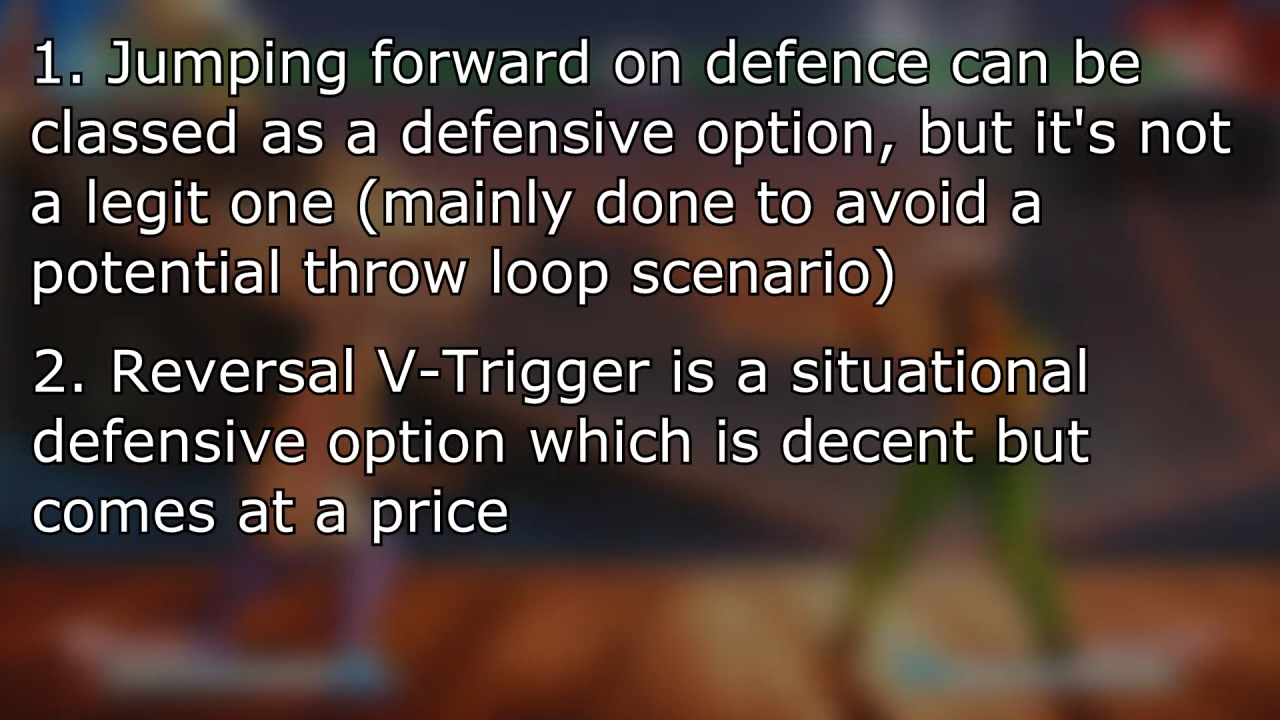 1. Jumping forward on defence can be
classed as a defensive option, but it's not
a legit one (mainly done to avoid a
potential throw loop scenario)
2. Reversal V-Trigger is a situational
defensive option which is decent but
comes at a price